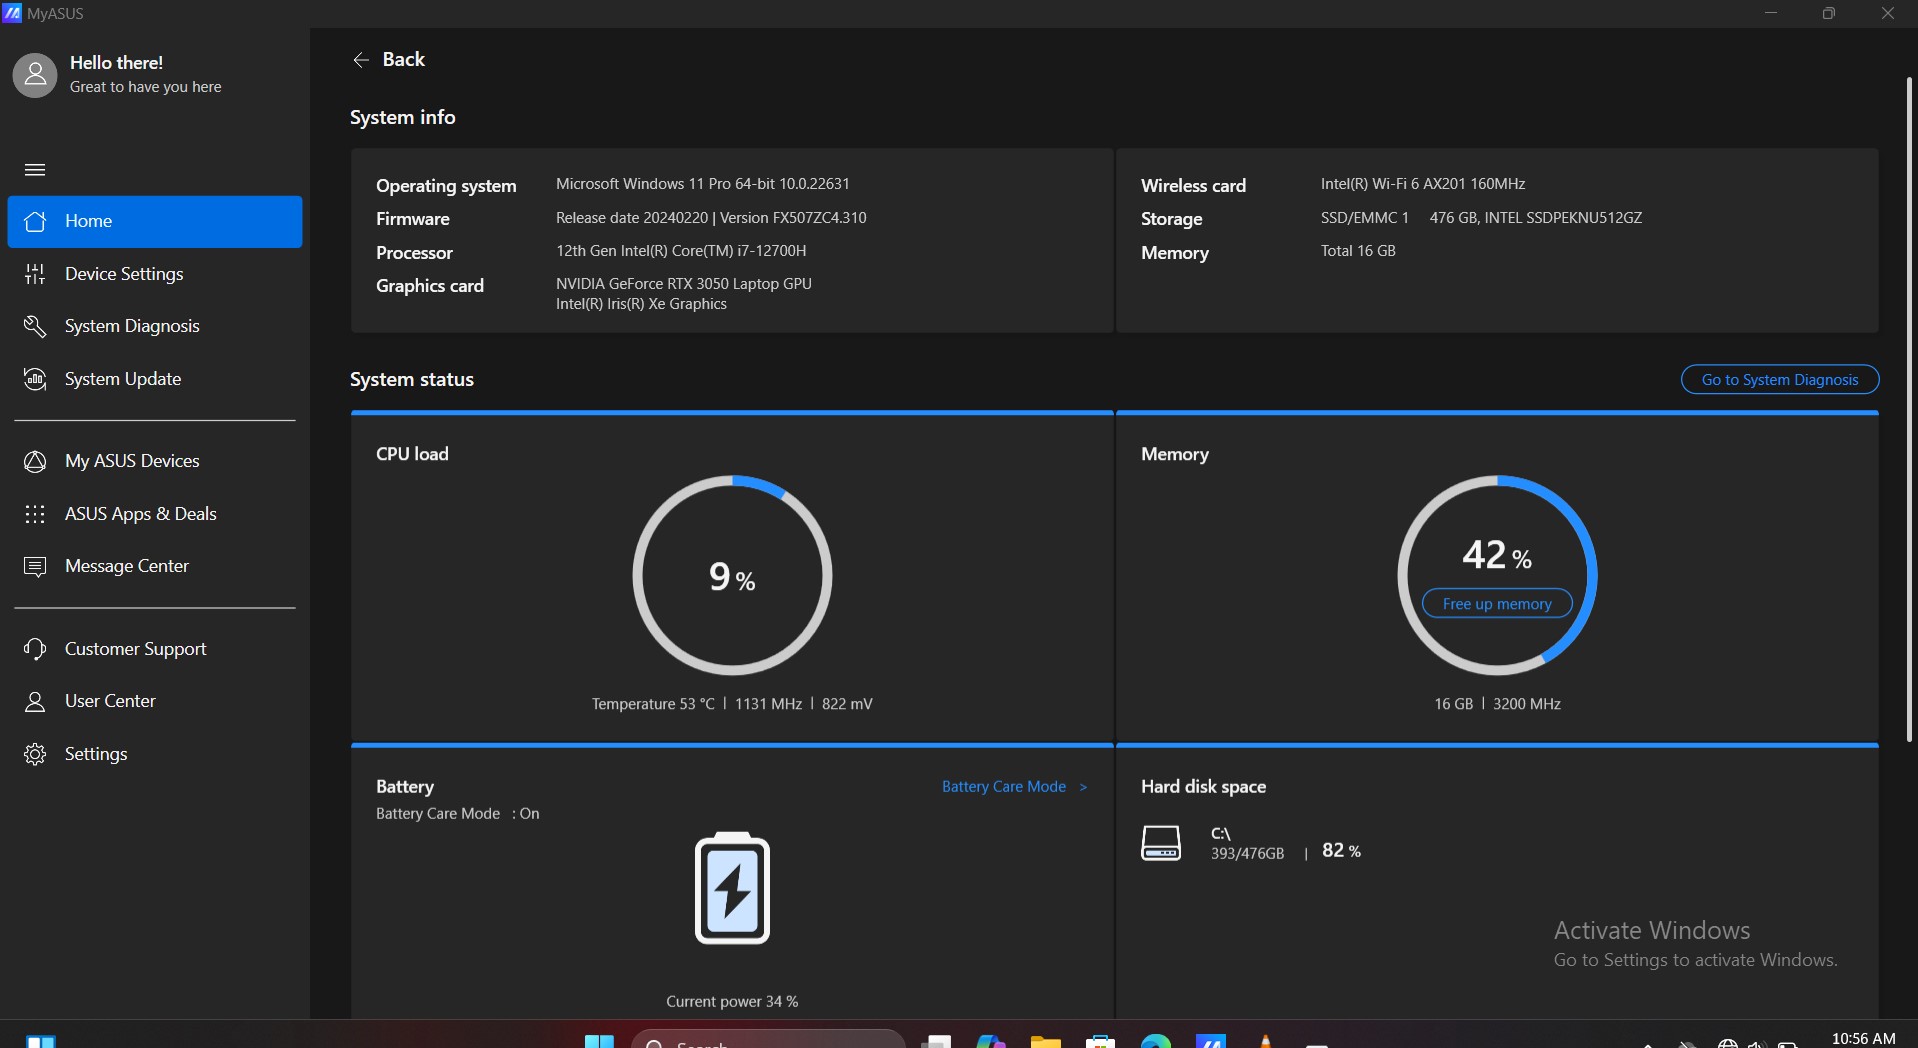 MyASUS
Hello there!
Great to have you here
Home
Device Settings
System Diagnosis
System Update
My ASUS Devices
ASUS Apps & Deals
Message Center
Customer Support
User Center
Settings
Back
System info
Operating system Microsoft Windows 11 Pro 64-bit 10.0.22631
Firmware Release date 20240220 | Version FX507ZC4.310
Processor 12th Gen Intel(R) Core(TM) i7-12700H
Graphics card NVIDIA GeForce RTX 3050 Laptop GPU
Intel(R) Iris(R) Xe Graphics
Wireless card Intel(R) Wi-Fi 6 AX201 160MHz
Storage SSD/EMMC 1 476 GB, INTEL SSDPEKNU512GZ
Memory Total 16 GB
System status
Go to System Diagnosis
CPU load
9 %
Temperature 53 °C | 1131 MHz | 822 mV
Memory
42 %
Free up memory
16 GB | 3200 MHz
Battery
Battery Care Mode >
Battery Care Mode : On
Current power 34 %
Hard disk space
C:\
393/476GB | 82 %
Activate Windows
Go to Settings to activate Windows.
Search
10:56 AM